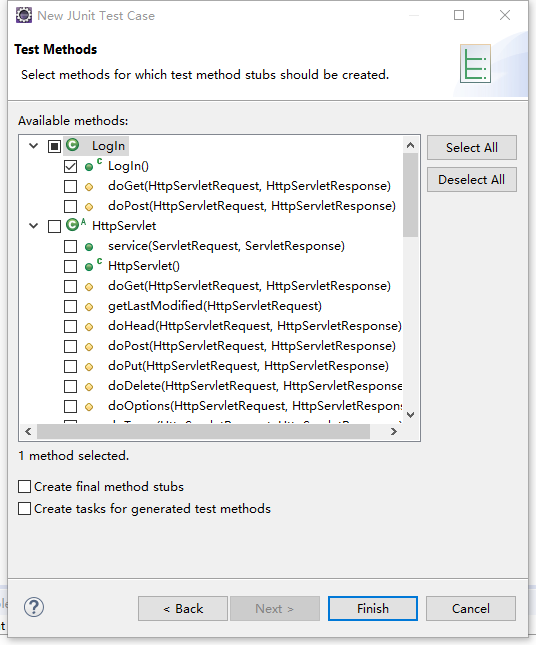 New JUnit Test Case
Test Methods
Select methods for which test method stubs should be created.
Available methods:
LogIn
LogIn()
doGet(HttpServletRequest, HttpServletResponse)
doPost(HttpServletRequest, HttpServletResponse)
HttpServlet
service(ServletRequest, ServletResponse)
HttpServlet()
doGet(HttpServletRequest, HttpServletResponse)
getLastModified(HttpServletRequest)
doHead(HttpServletRequest, HttpServletResponse)
doPost(HttpServletRequest, HttpServletResponse)
doPut(HttpServletRequest, HttpServletResponse)
doDelete(HttpServletRequest, HttpServletResponse
doOptions(HttpServletRequest, HttpServletRespon
Select All
Deselect All
1 method selected.
Create final method stubs
Create tasks for generated test methods
?
< Back
Next >
Finish
Cancel